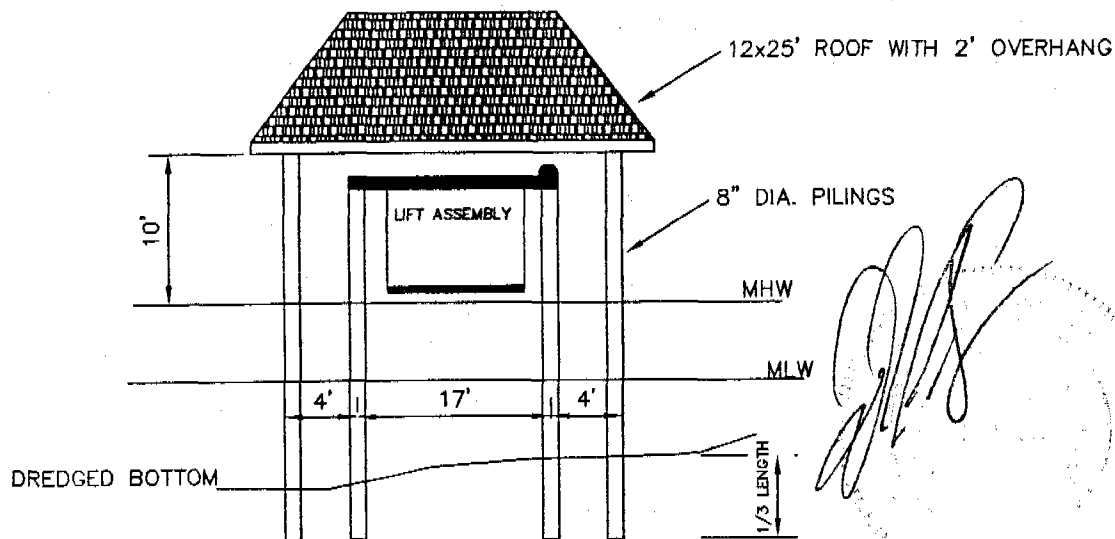 12x25' ROOF WITH 2' OVERHANG
8" DIA. PILINGS
10'
LIFT ASSEMBLY
MHW
MLW
4' 17' 4'
DREDGED BOTTOM
1/3 LENGTH